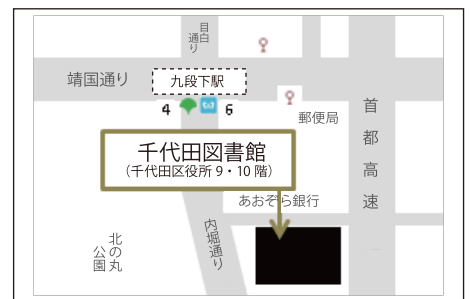 目白通り
靖国通り
九段下駅
4
6
郵便局
首都高速
千代田図書館
(千代田区役所 9・10 階)
あおぞら銀行
内堀通り
北の丸公園